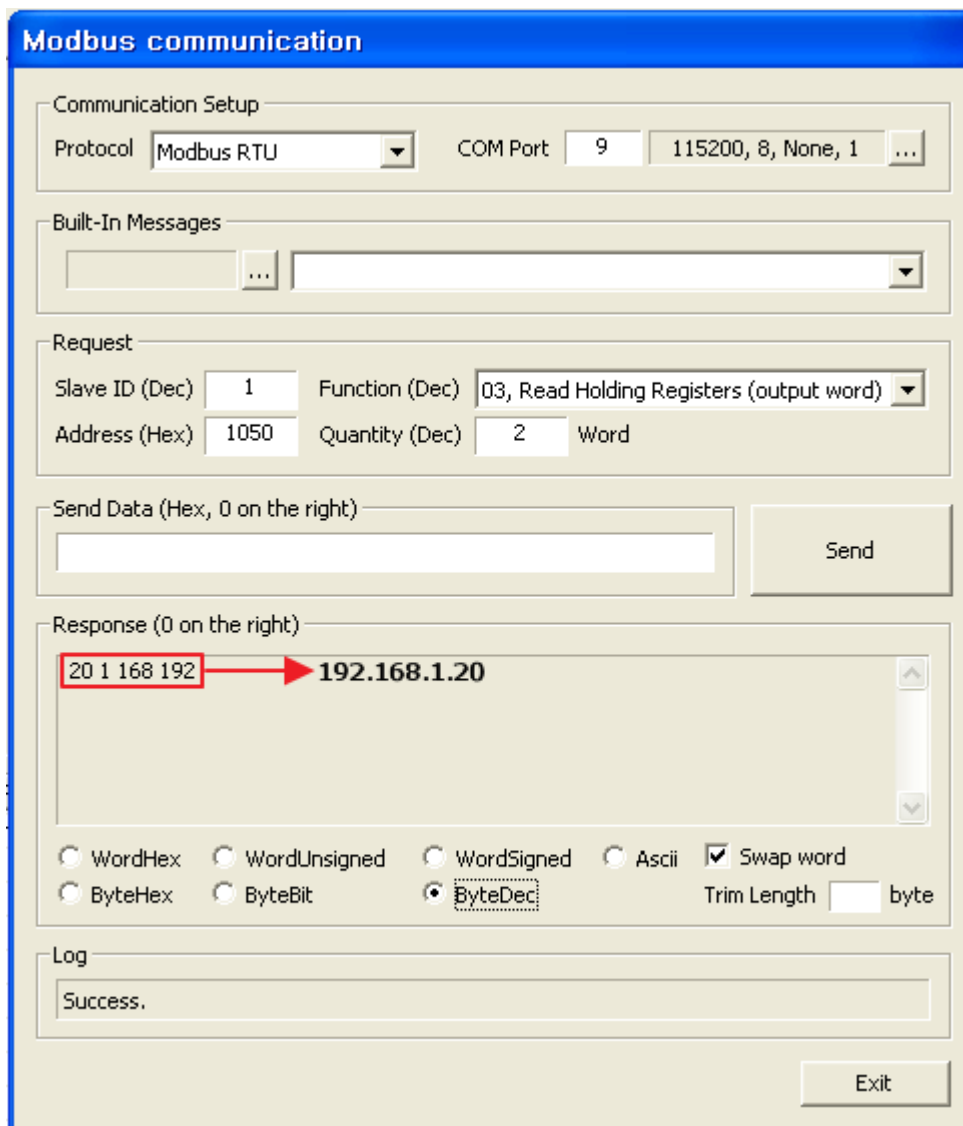 Modbus communication
Communication Setup
Protocol Modbus RTU COM Port 9 115200, 8, None, 1 ...
Built-In Messages
...
Request
Slave ID (Dec) 1 Function (Dec) 03, Read Holding Registers (output word)
Address (Hex) 1050 Quantity (Dec) 2 Word
Send Data (Hex, 0 on the right)
Send
Response (0 on the right)
20 1 168 192 192.168.1.20
WordHex WordUnsigned WordSigned Ascii Swap word
ByteHex ByteBit ByteDec Trim Length byte
Log
Success.
Exit